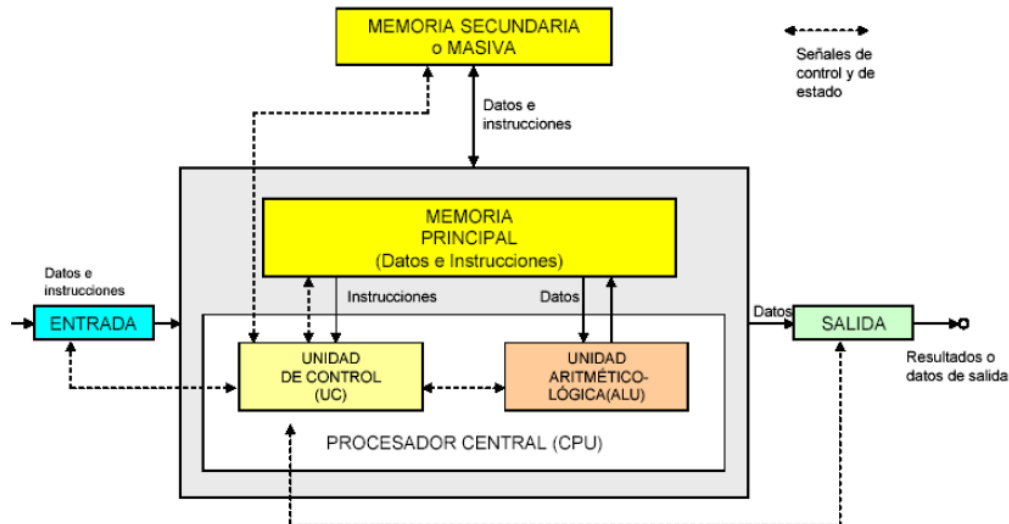 MEMORIA SECUNDARIA
o MASIVA
Señales de
control y de
estado
Datos e
instrucciones
MEMORIA
PRINCIPAL
(Datos e Instrucciones)
Datos e
instrucciones
Instrucciones
Datos
ENTRADA
Datos
SALIDA
UNIDAD
DE CONTROL
(UC)
UNIDAD
ARITMÉTICO-
LÓGICA(ALU)
Resultados o
datos de salida
PROCESADOR CENTRAL (CPU)